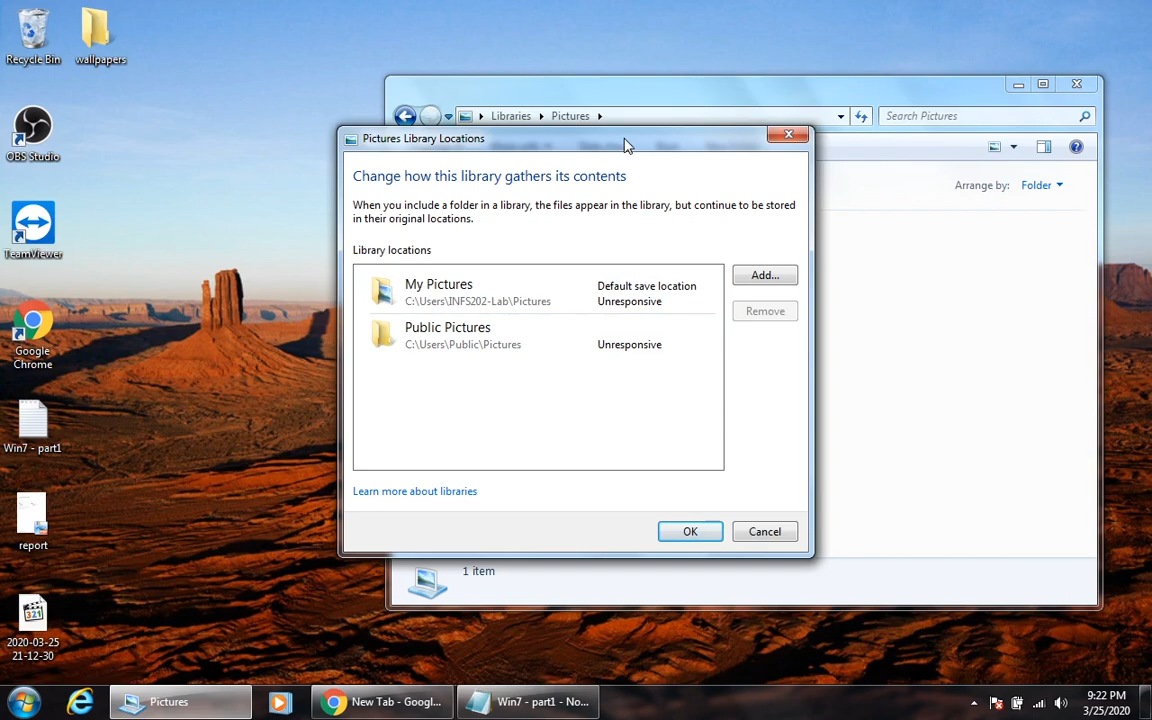 Recycle Bin
wallpapers
OBS Studio
TeamViewer
Google
Chrome
Win7 - part1
report
321
2020-03-25
21-12-30
Libraries
Pictures
Search Pictures
Pictures Library Locations
Arrange by:
Folder
Change how this library gathers its contents
When you include a folder in a library, the files appear in the library, but continue to be stored
in their original locations.
Library locations
My Pictures
Default save location
C:\Users\INFS202-Lab\Pictures
Unresponsive
Public Pictures
C:\Users\Public\Pictures
Unresponsive
Add...
Remove
Learn more about libraries
OK
Cancel
1 item
Pictures
New Tab - Googl...
Win7 - part1 - No...
9:22 PM
3/25/2020